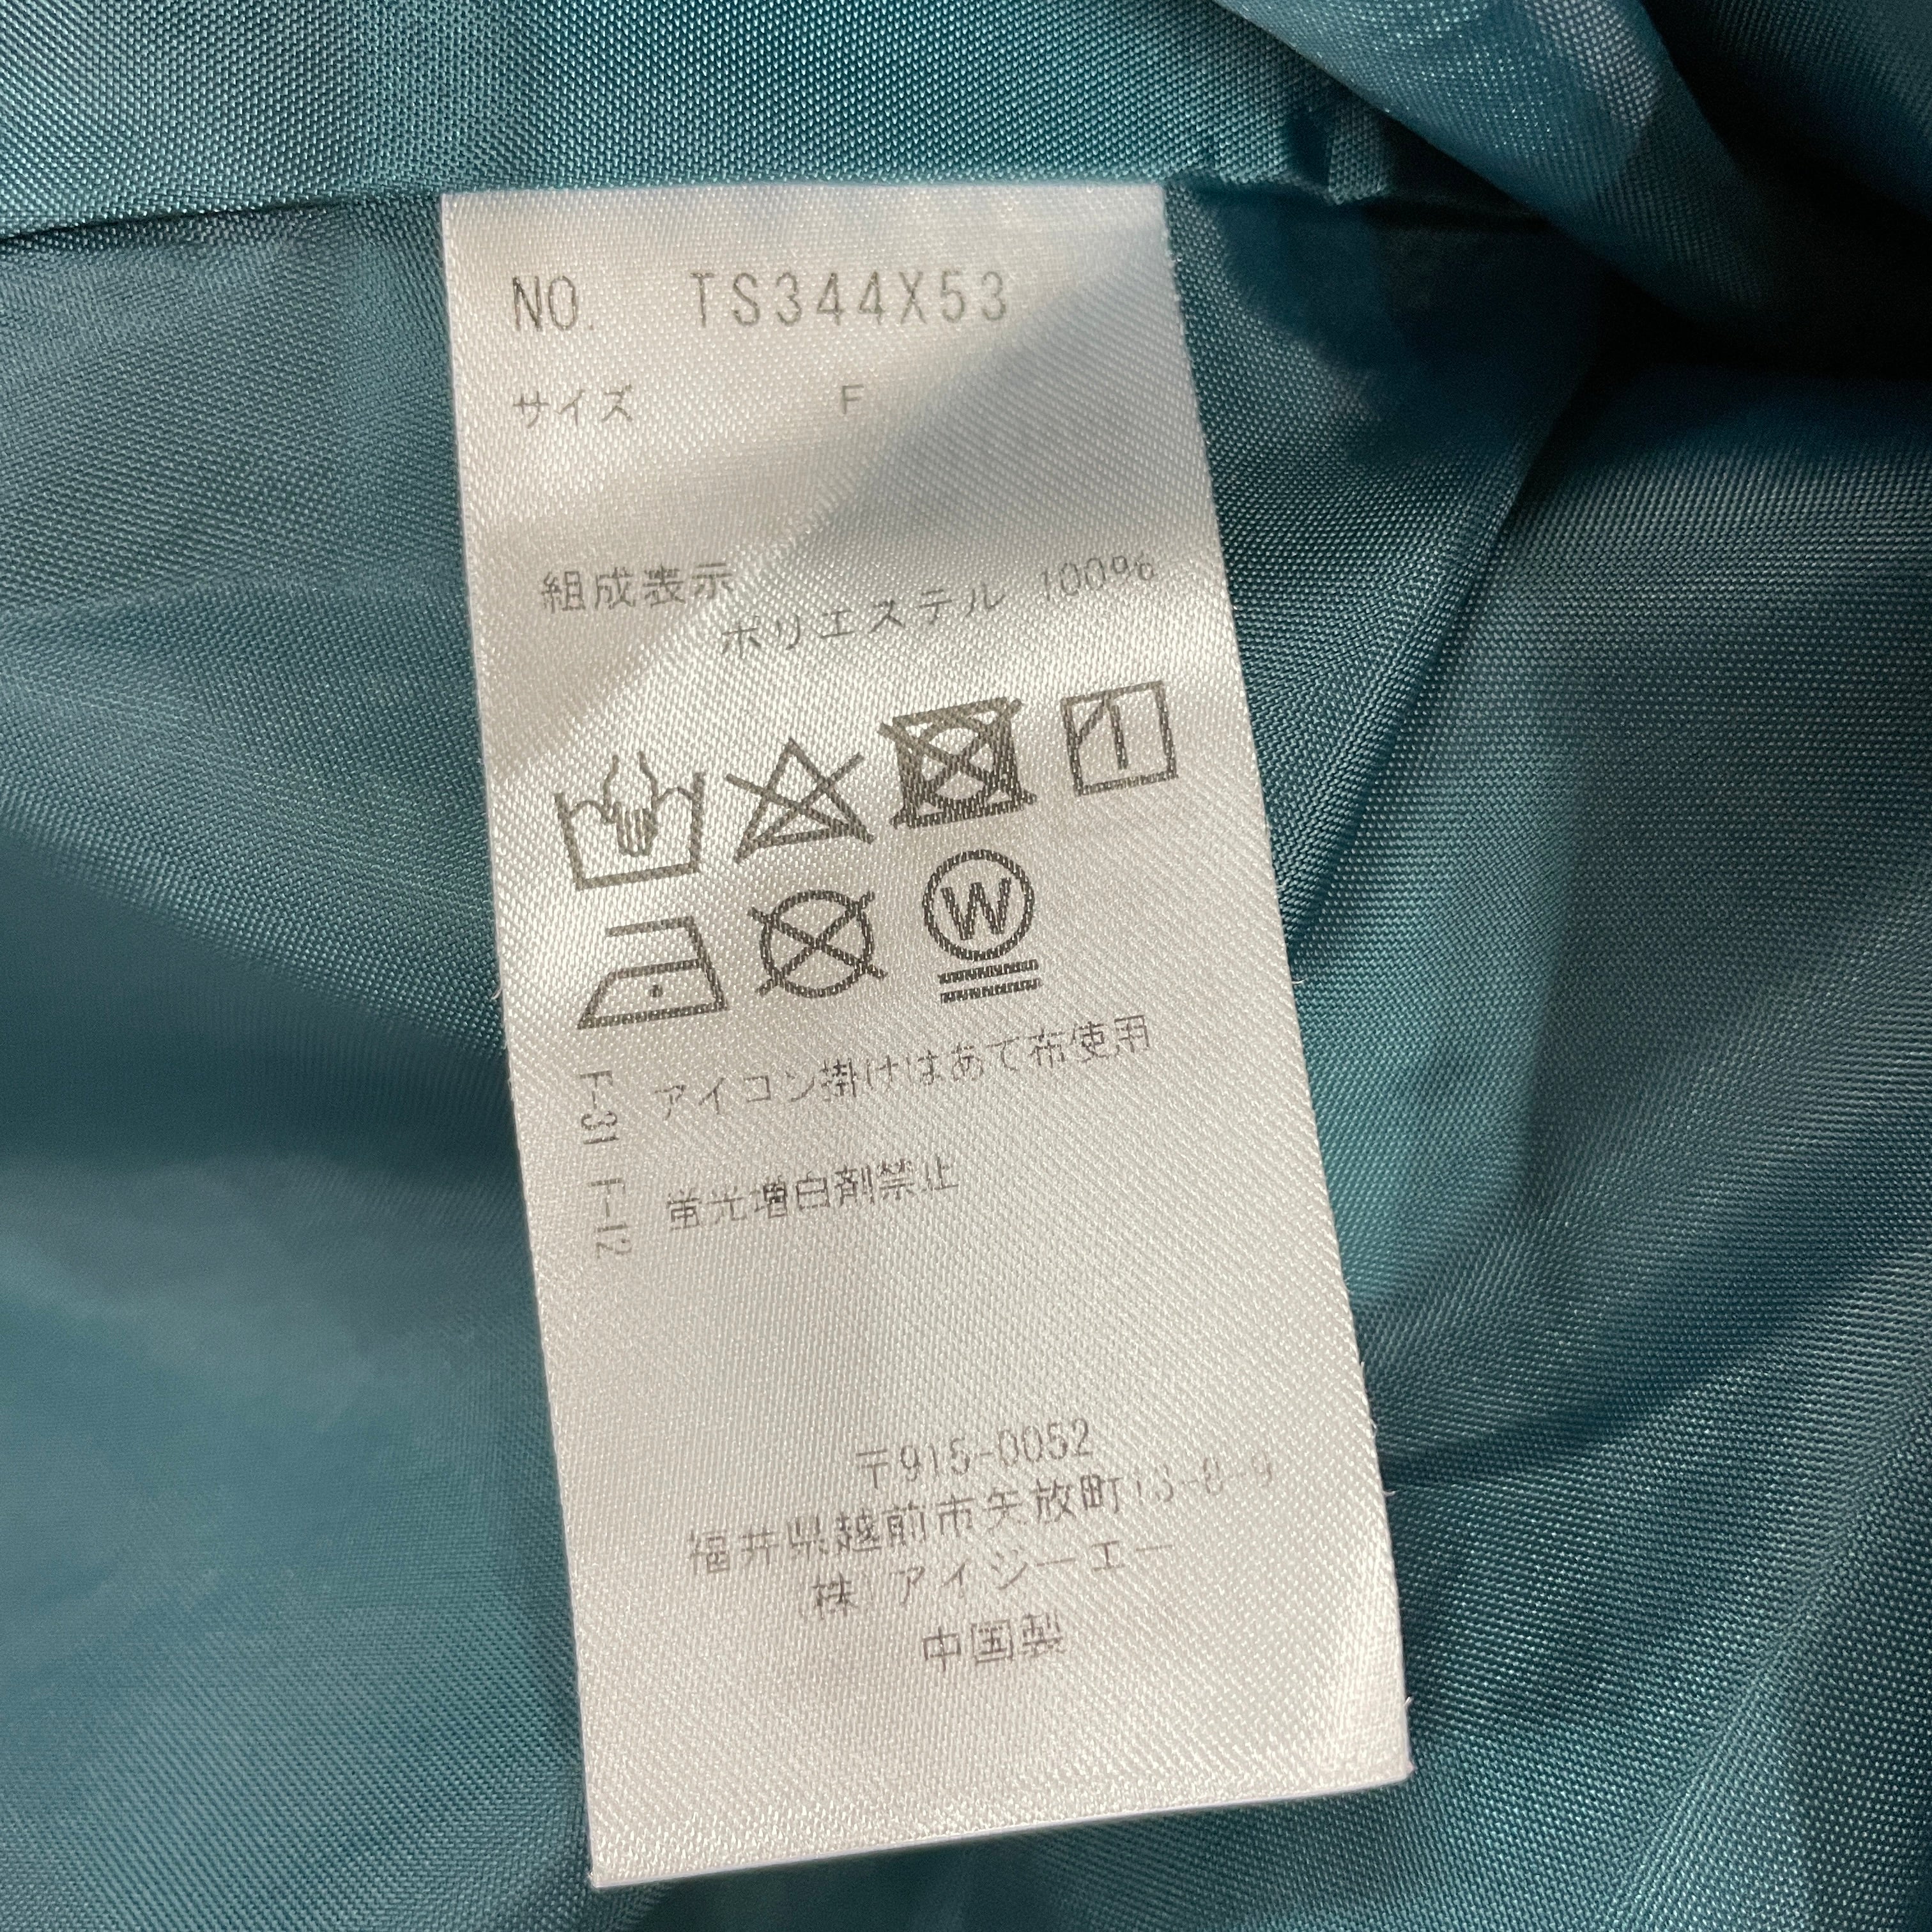 NO. TS344X53
サイズ F
組成表示
ポリエステル 100%
W
F-31 アイコン掛けはあて布使用
F-12 蛍光増白剤禁止
〒915-0052
福井県越前市矢放町13-8-9
(株)アイジーエー
中国製